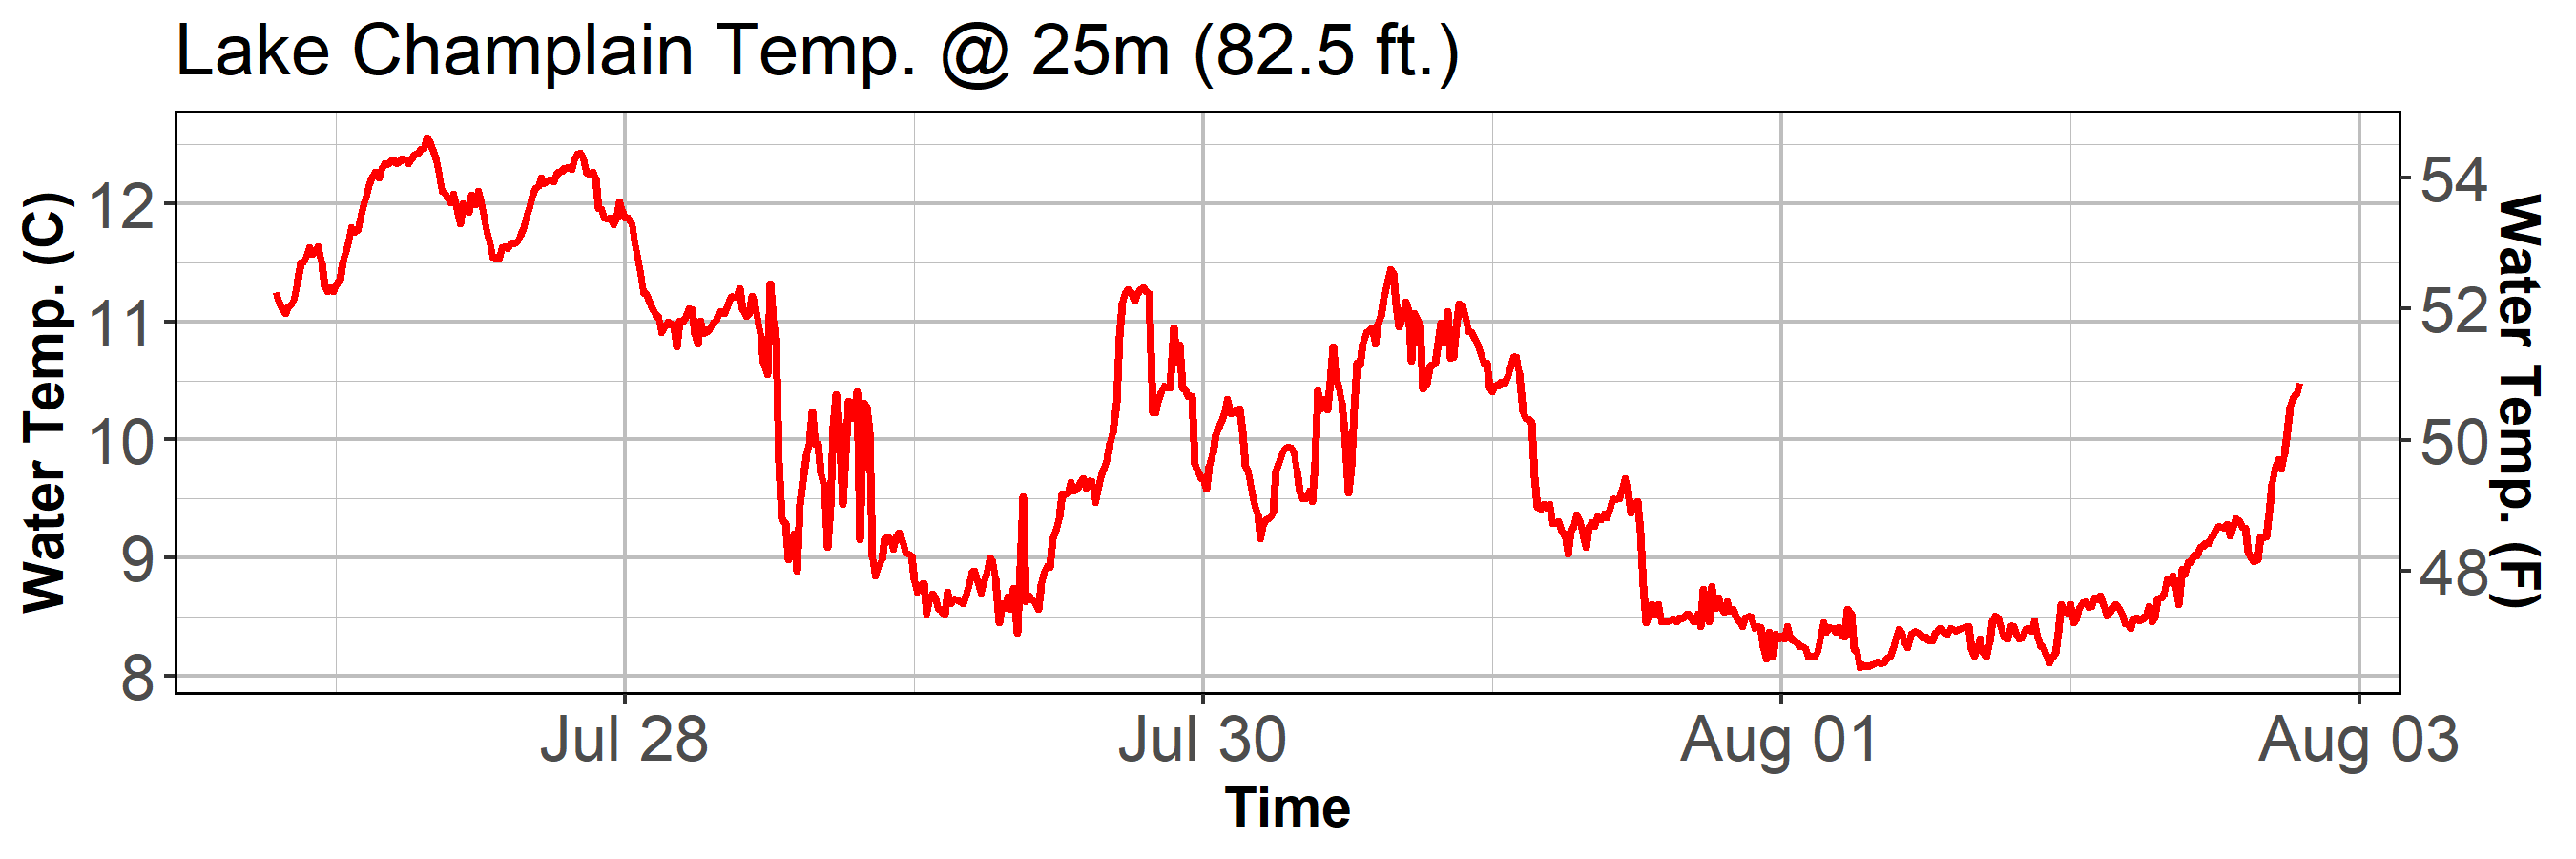 Lake Champlain Temp. @ 25m (82.5 ft.)
Water Temp. (C)
12
11
10
9
8
54
52
50
48
Water Temp. (F)
Jul 28
Jul 30
Aug 01
Aug 03
Time